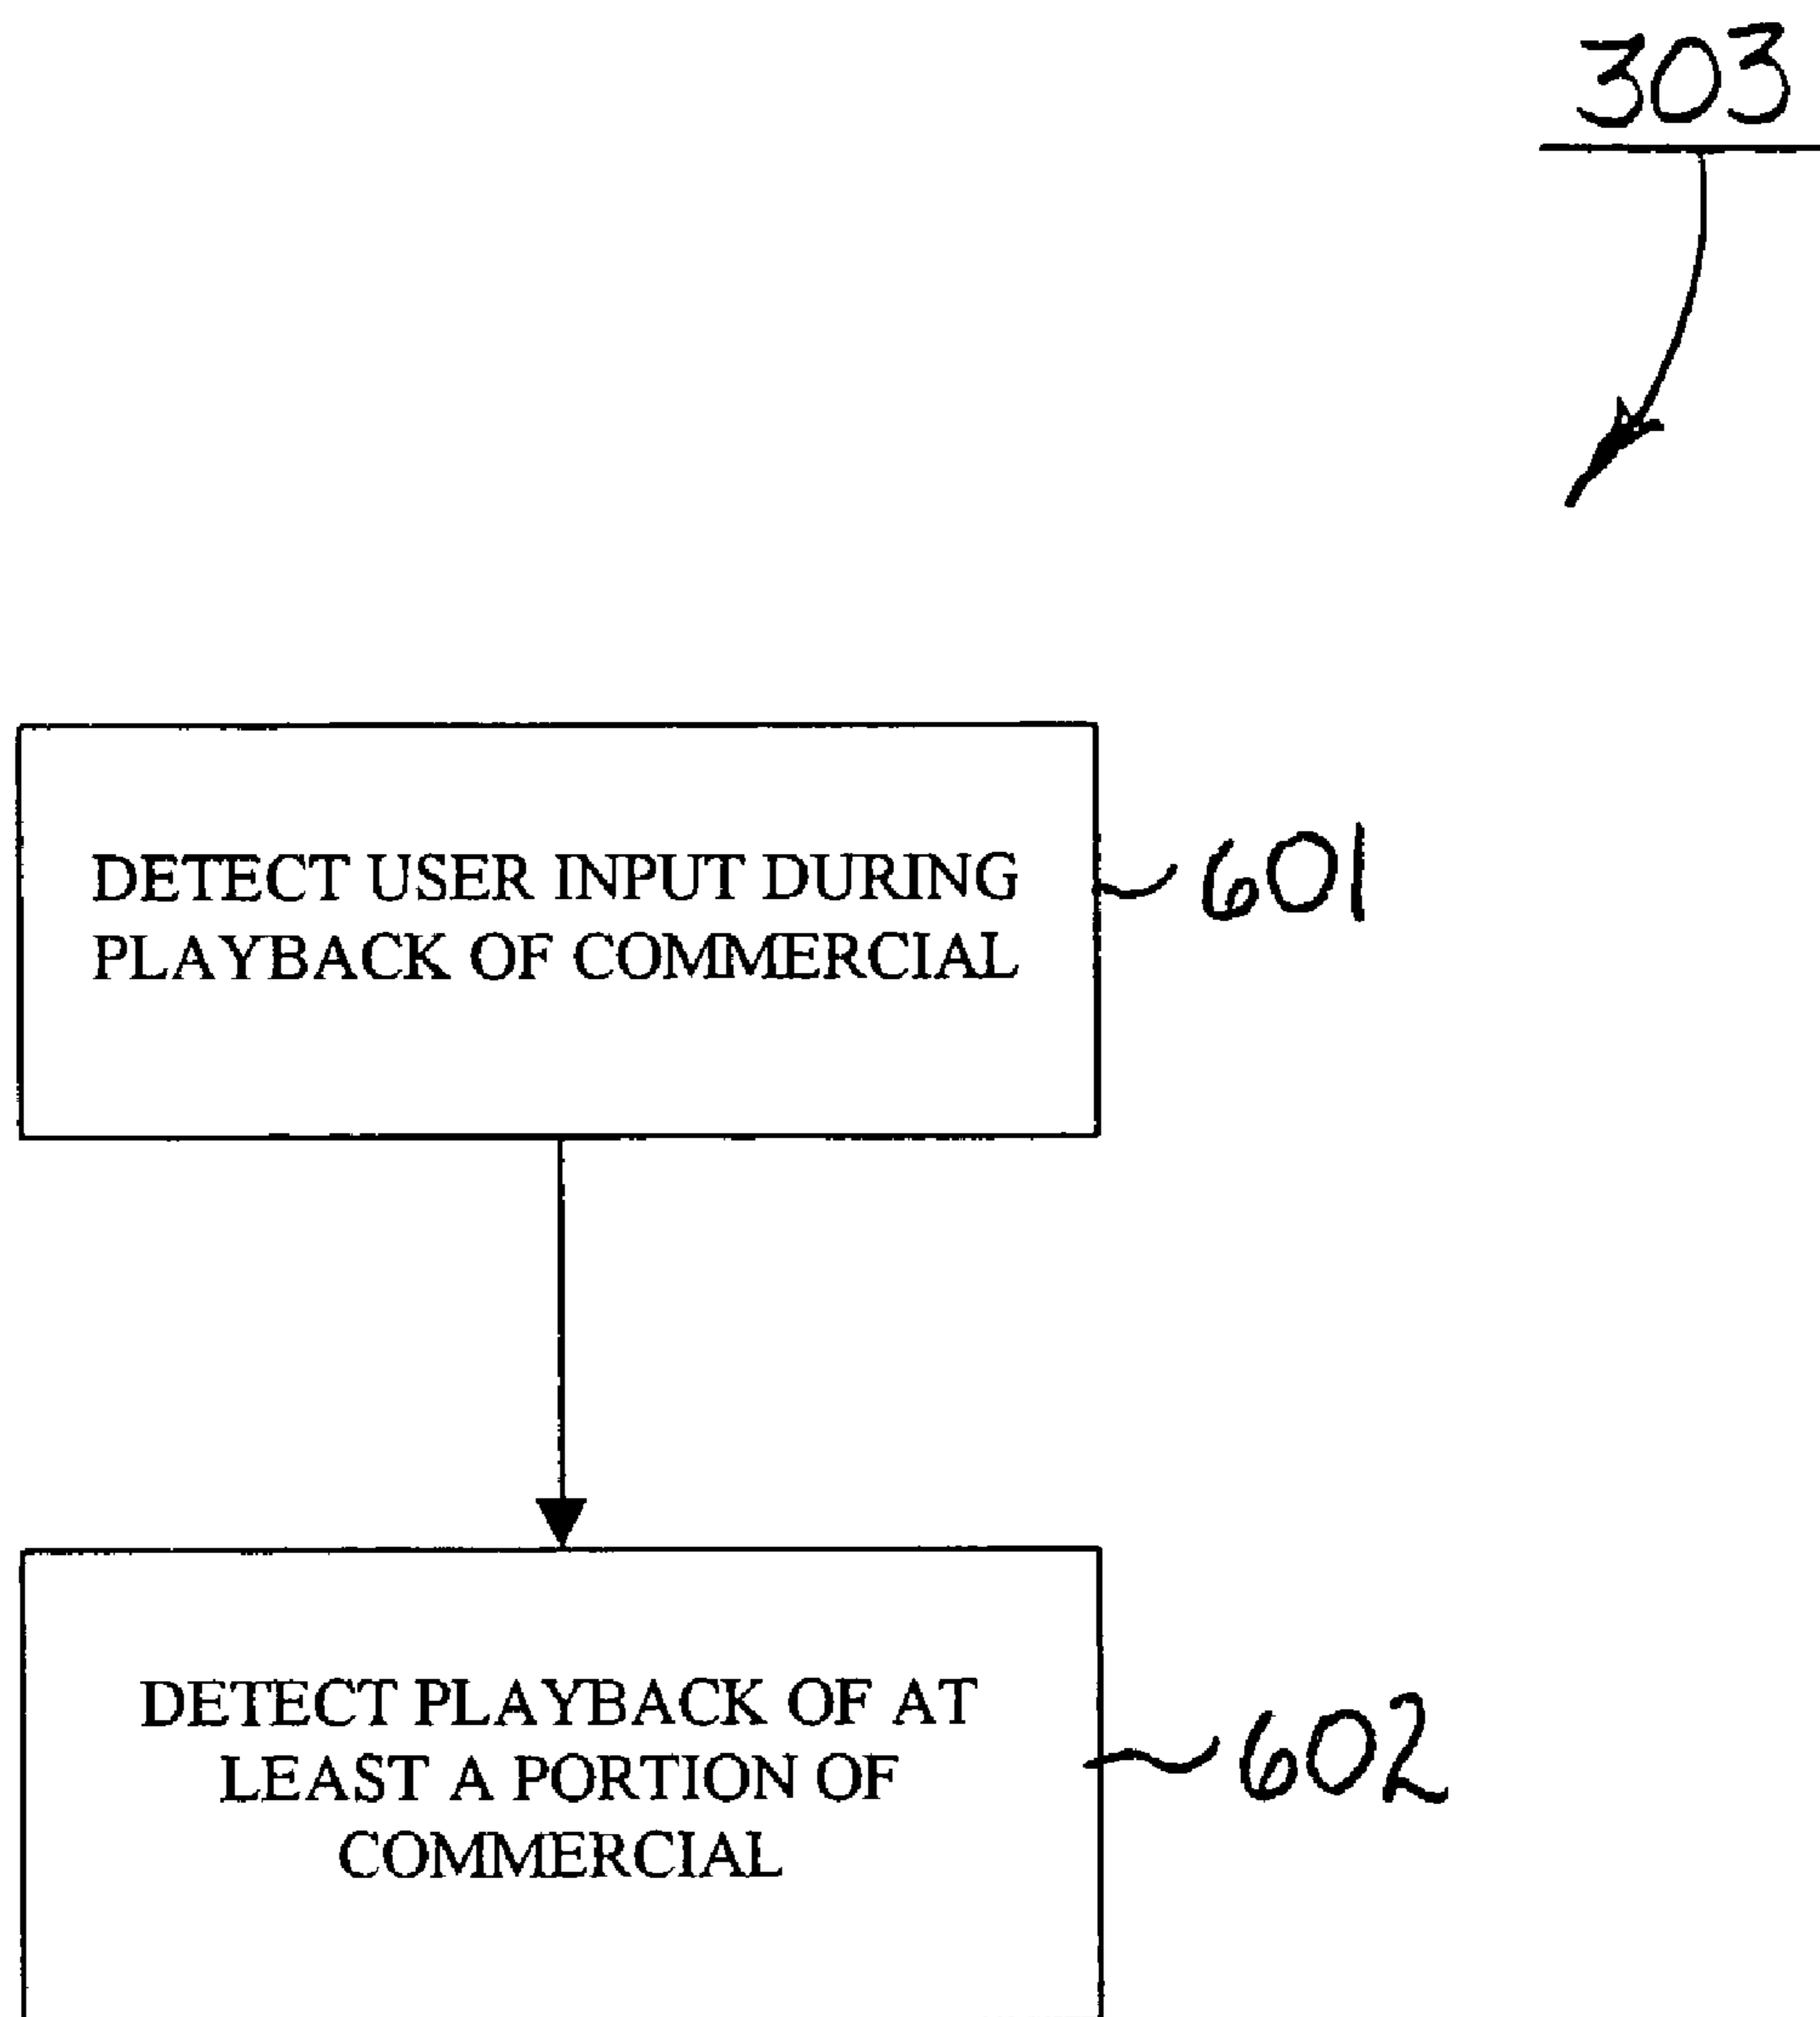 303
DETECT USER INPUT DURING
PLAYBACK OF COMMERCIAL
601
DETECT PLAYBACK OF AT
LEAST A PORTION OF
COMMERCIAL
602